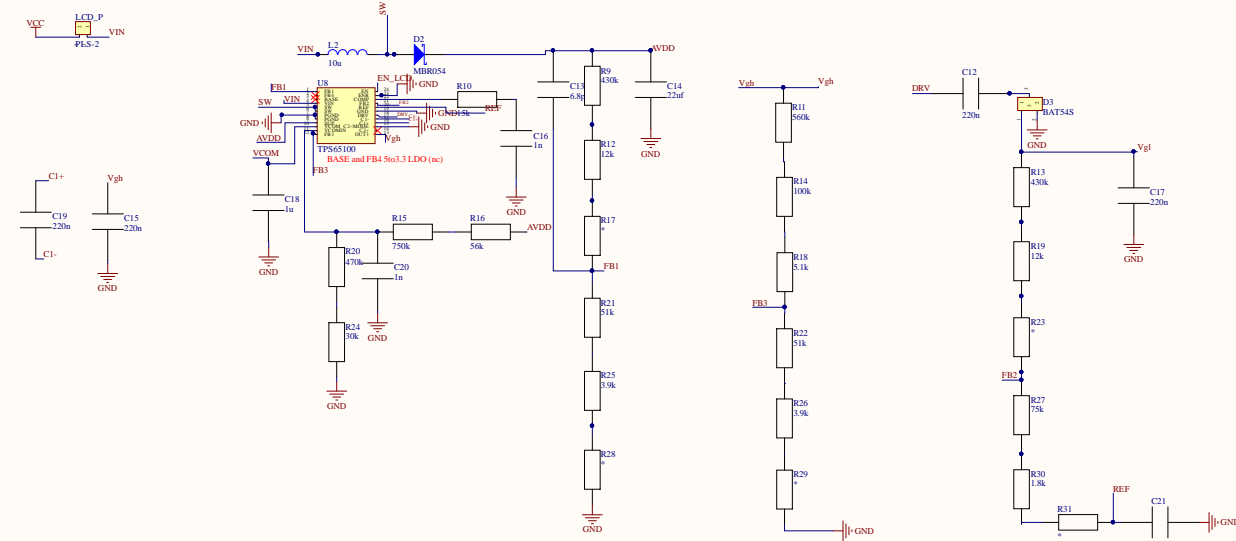 VCC
LCD_P
PLS-2
VIN
SW
VIN
L2
10u
D2
MBR054
AVDD
C13
6.8p
R9
430k
C14
22uf
GND
R12
12k
R17
*
FB1
R21
51k
R25
3.9k
R28
*
GND
FB1
VIN
SW
GND
AVDD
VCOM
FB3
U8
TPS65100
EN_LCD
GND
R10
15k
REF
GND
GND
Vgh
BASE and FB4 5to3.3 LDO (nc)
C16
1n
GND
C18
1u
GND
R15
750k
R16
56k
AVDD
R20
470k
C20
1n
GND
R24
30k
GND
C1+
C19
220n
C1-
Vgh
C15
220n
GND
Vgh
Vgh
R11
560k
R14
100k
R18
5.1k
FB3
R22
51k
R26
3.9k
R29
*
GND
DRV
C12
220n
D3
BAT54S
GND
Vgl
R13
430k
C17
220n
GND
R19
12k
R23
*
FB2
R27
75k
R30
1.8k
R31
*
REF
C21
GND